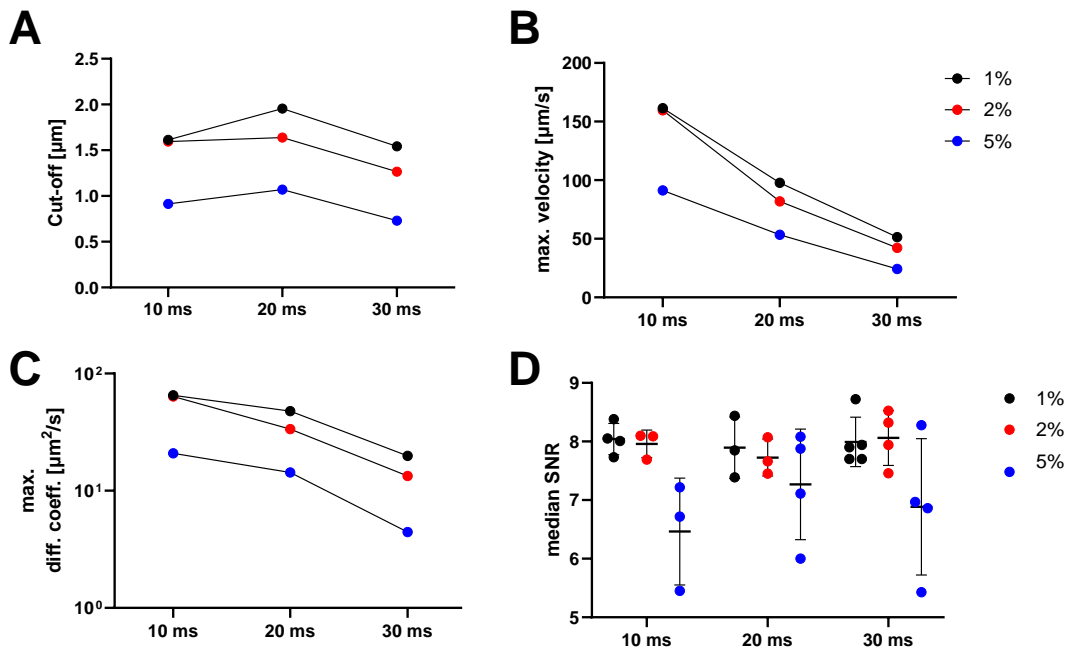 A
Cut-off [µm]
2.5
2.0
1.5
1.0
0.5
0.0
10 ms 20 ms 30 ms
B
max. velocity [µm/s]
200
150
100
50
0
10 ms 20 ms 30 ms
1%
2%
5%
C
max.
diff. coeff. [µm²/s]
10²
10¹
10⁰
10 ms 20 ms 30 ms
D
median SNR
9
8
7
6
5
10 ms 20 ms 30 ms
1%
2%
5%